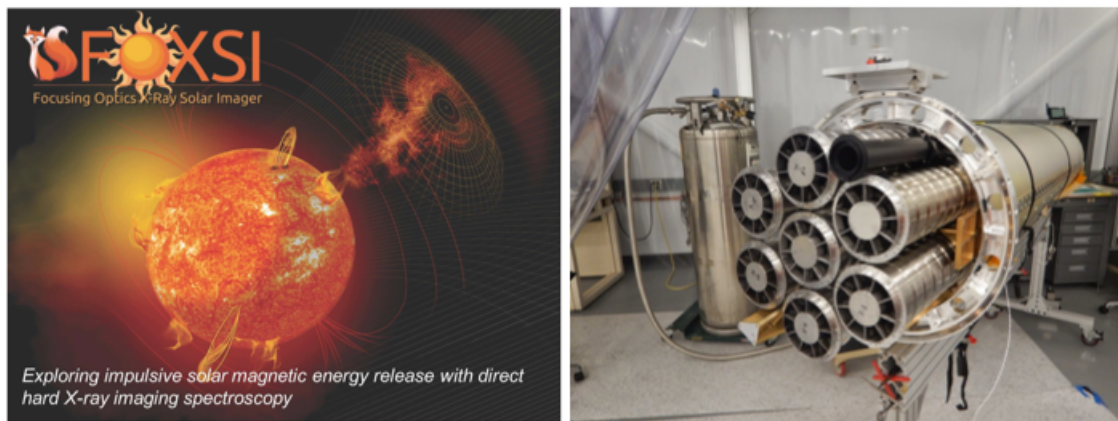 FOXSI
Focusing Optics X-Ray Solar Imager
Exploring impulsive solar magnetic energy release with direct
hard X-ray imaging spectroscopy